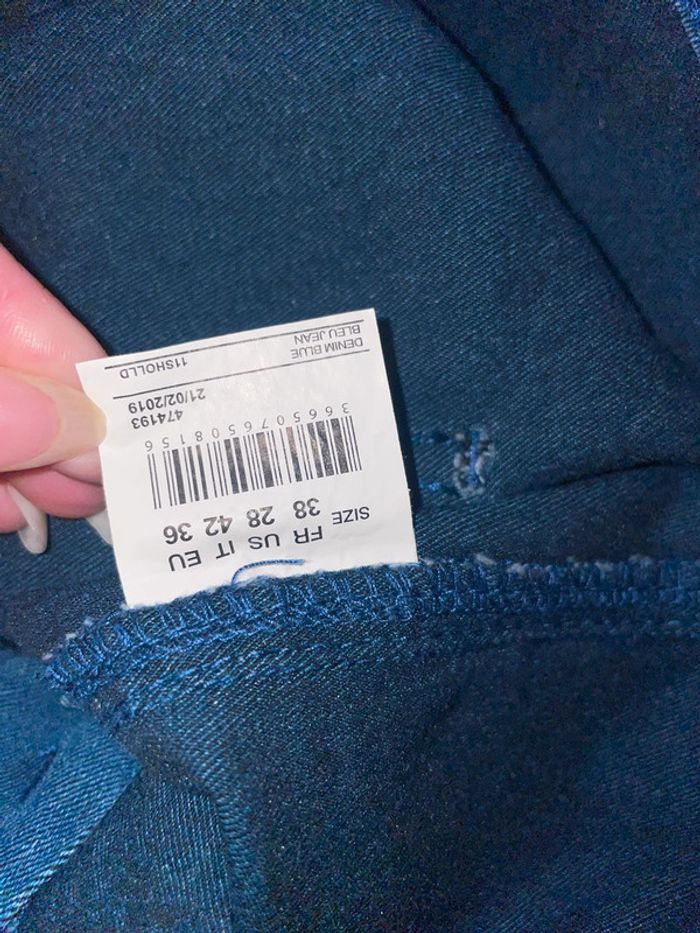 FR US IT EU
SIZE 38 28 42 36
3665076508156
474193
21/02/2019
11SHOLLD
DENIM BLUE
BLEU JEAN